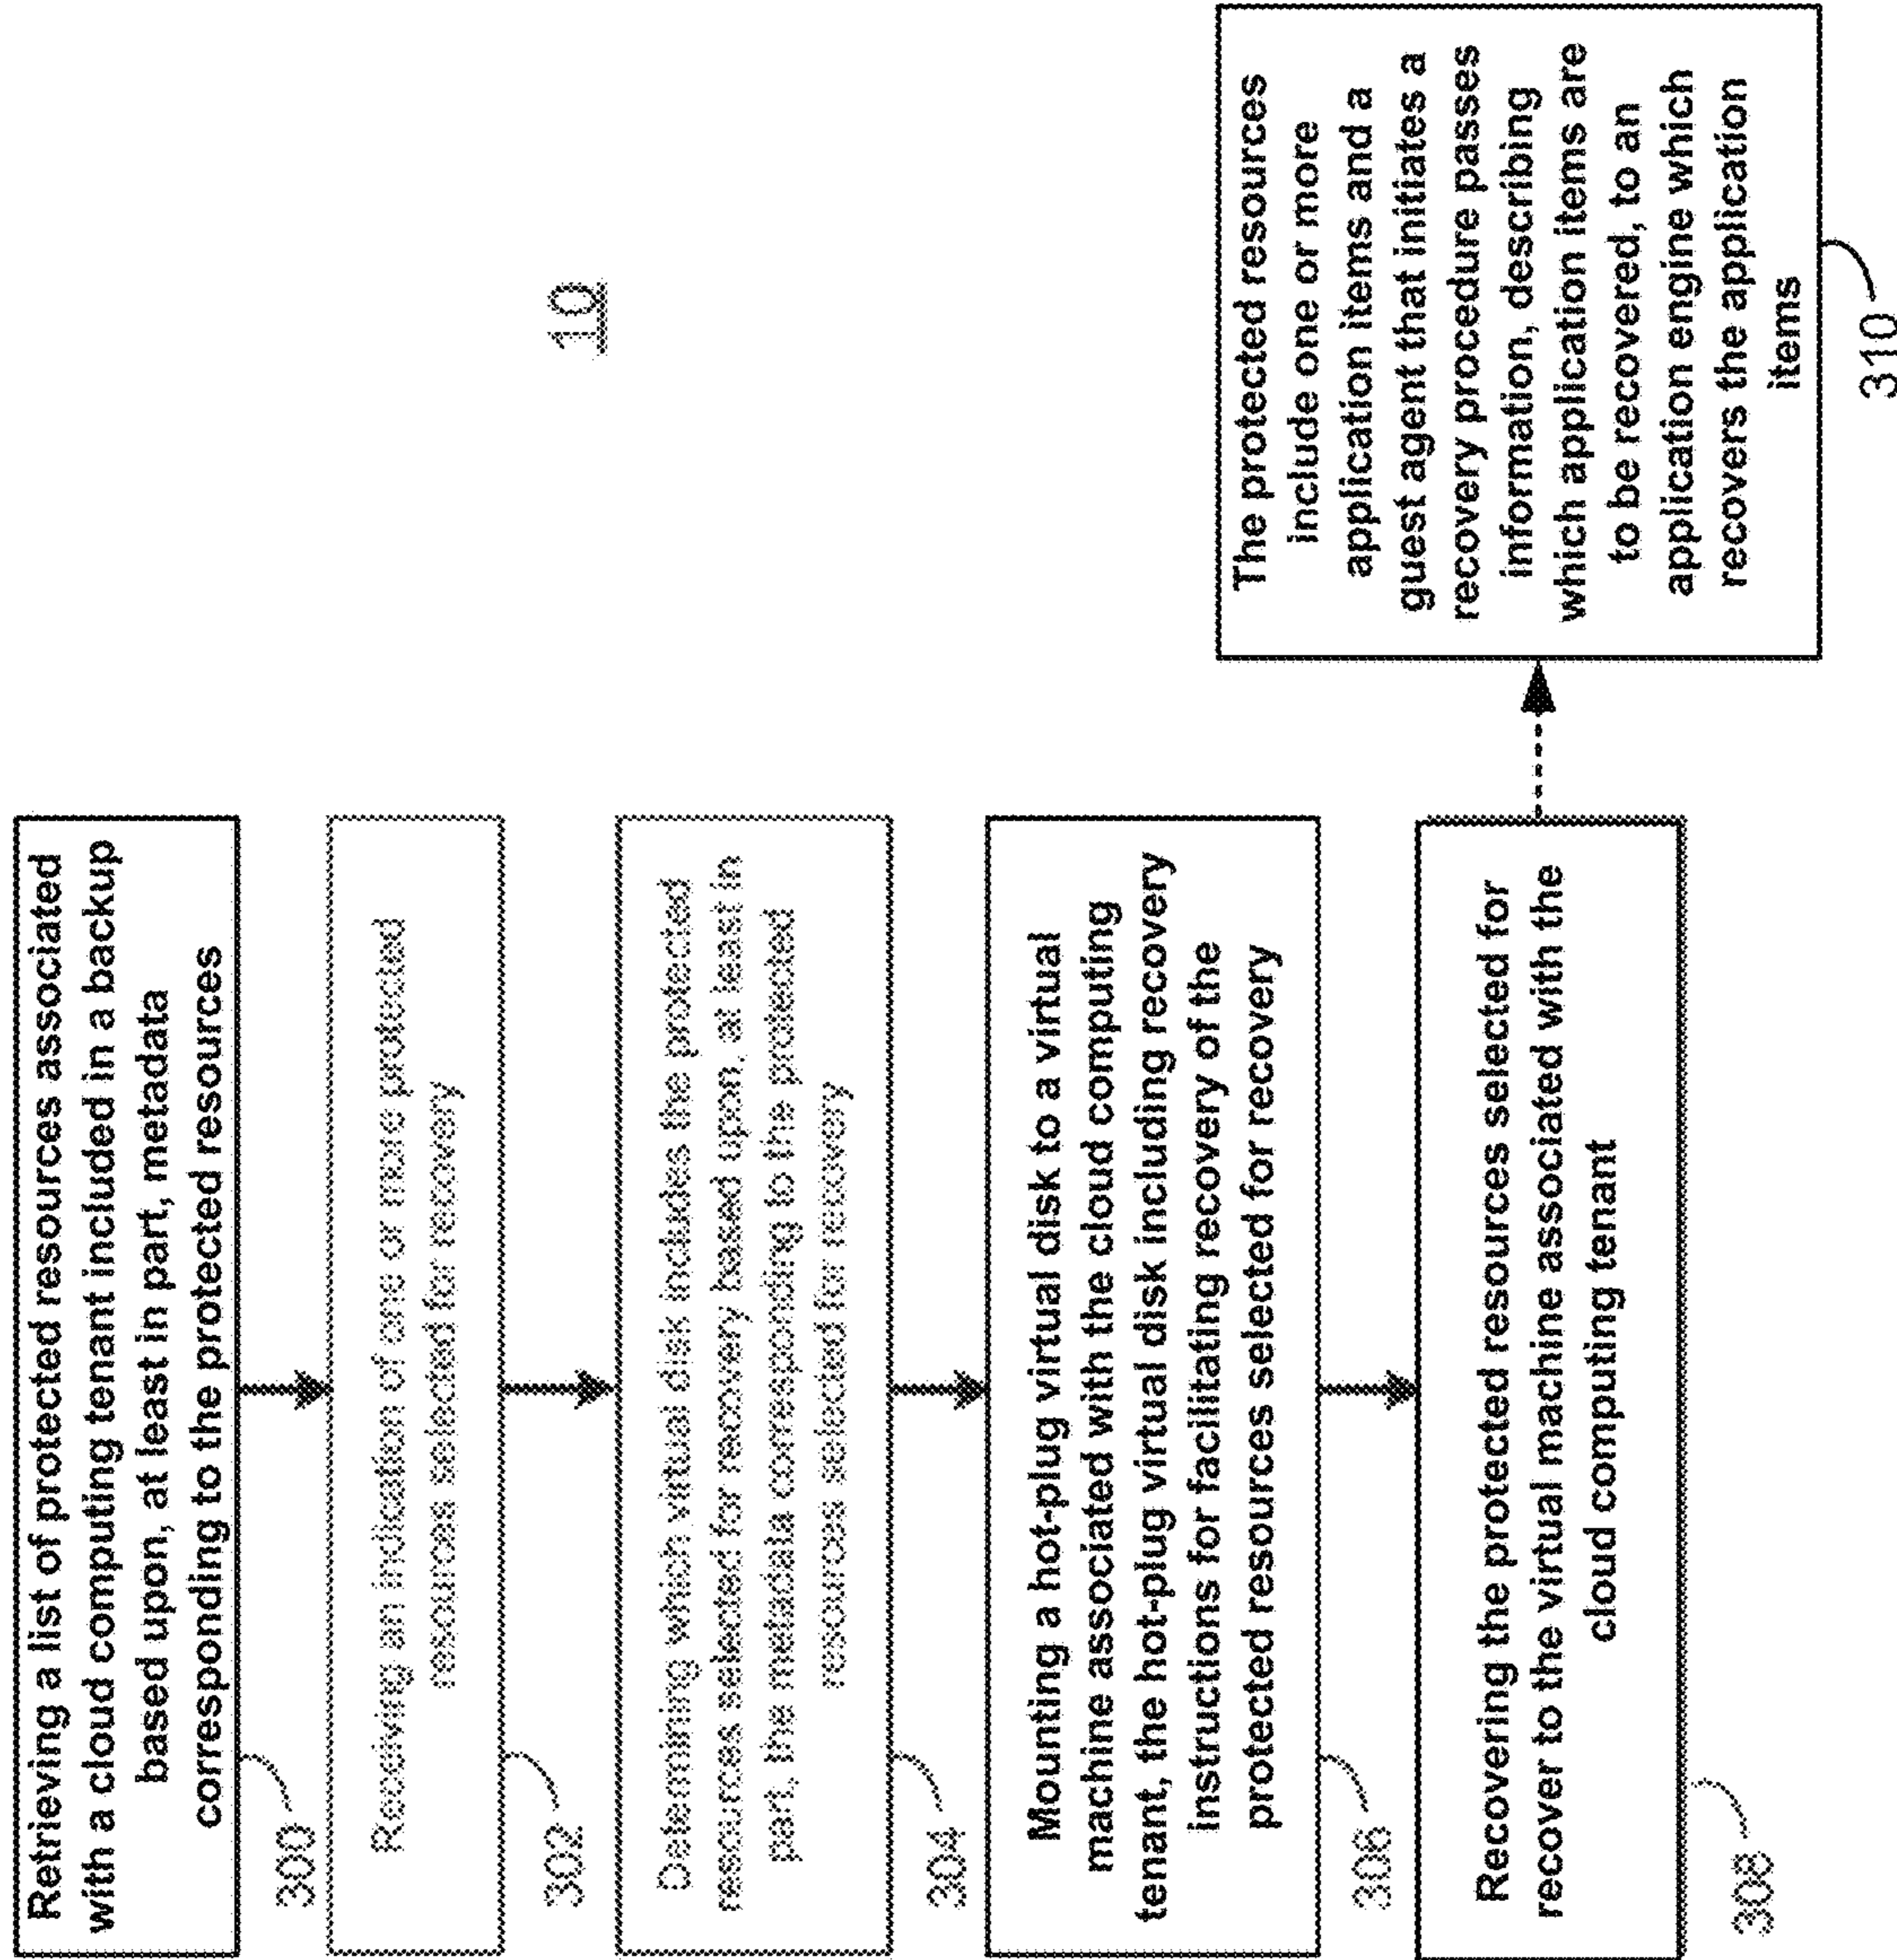 10
Retrieving a list of protected resources associated
with a cloud computing tenant included in a backup
based upon, at least in part, metadata
corresponding to the protected resources
300
Receiving an indication of one or more protected
resources selected for recovery
302
Determining which virtual disk includes the protected
resources selected for recovery based upon, at least in
part, the metadata corresponding to the protected
resources selected for recovery
304
Mounting a hot-plug virtual disk to a virtual
machine associated with the cloud computing
tenant, the hot-plug virtual disk including recovery
instructions for facilitating recovery of the
protected resources selected for recovery
306
Recovering the protected resources selected for
recover to the virtual machine associated with the
cloud computing tenant
308
The protected resources
include one or more
application items and a
guest agent that initiates a
recovery procedure passes
information, describing
which application items are
to be recovered, to an
application engine which
recovers the application
items
310